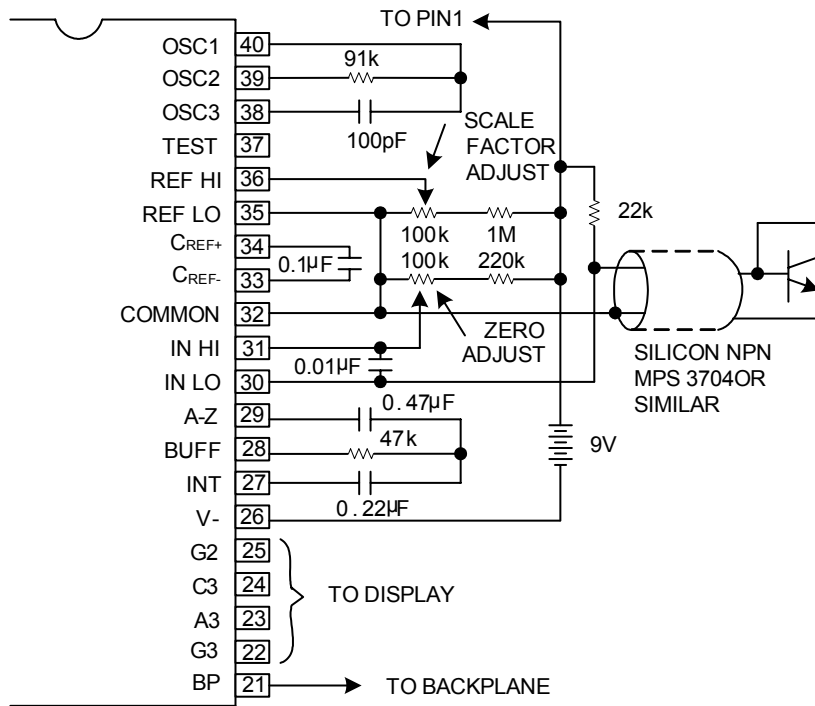 TO PIN1
OSC1 40
OSC2 39
91k
OSC3 38
100pF
TEST 37
SCALE
FACTOR
ADJUST
REF HI 36
REF LO 35
100k 1M
22k
CREF+ 34
CREF- 33
0.1µF
100k 220k
COMMON 32
ZERO
ADJUST
IN HI 31
0.01µF
IN LO 30
SILICON NPN
MPS 3704OR
SIMILAR
A-Z 29
0.47µF
BUFF 28
47k
9V
INT 27
0.22µF
V- 26
G2 25
C3 24
TO DISPLAY
A3 23
G3 22
BP 21
TO BACKPLANE